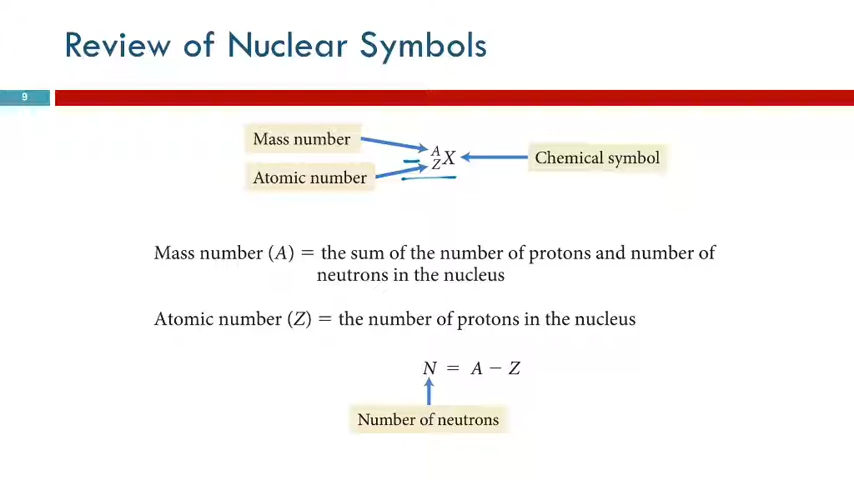 Review of Nuclear Symbols
9
Mass number
Atomic number
A
Z X
Chemical symbol
Mass number (A) = the sum of the number of protons and number of
neutrons in the nucleus
Atomic number (Z) = the number of protons in the nucleus
N = A − Z
Number of neutrons